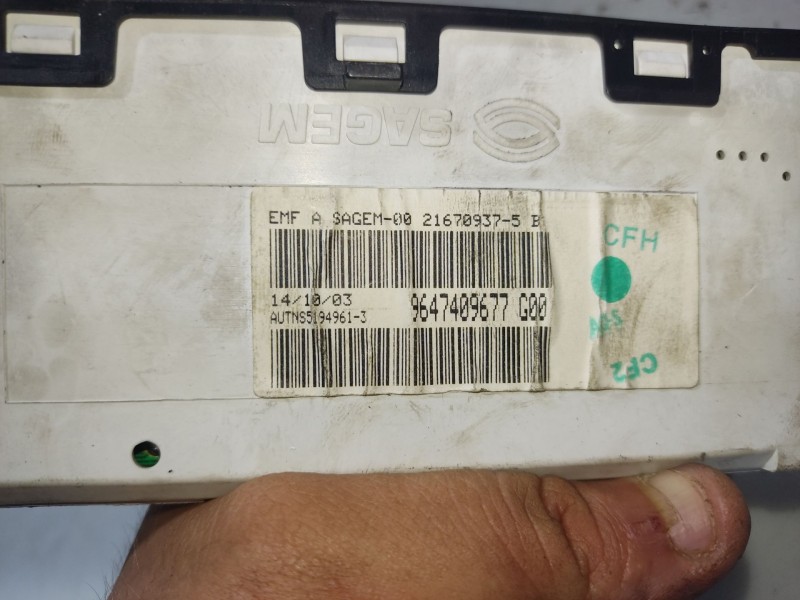 SAGEM
EMF A SAGEM-00 21670937-5 B
CFH
14/10/03
9647409677 G00
AUTNS5194961-3
CF2